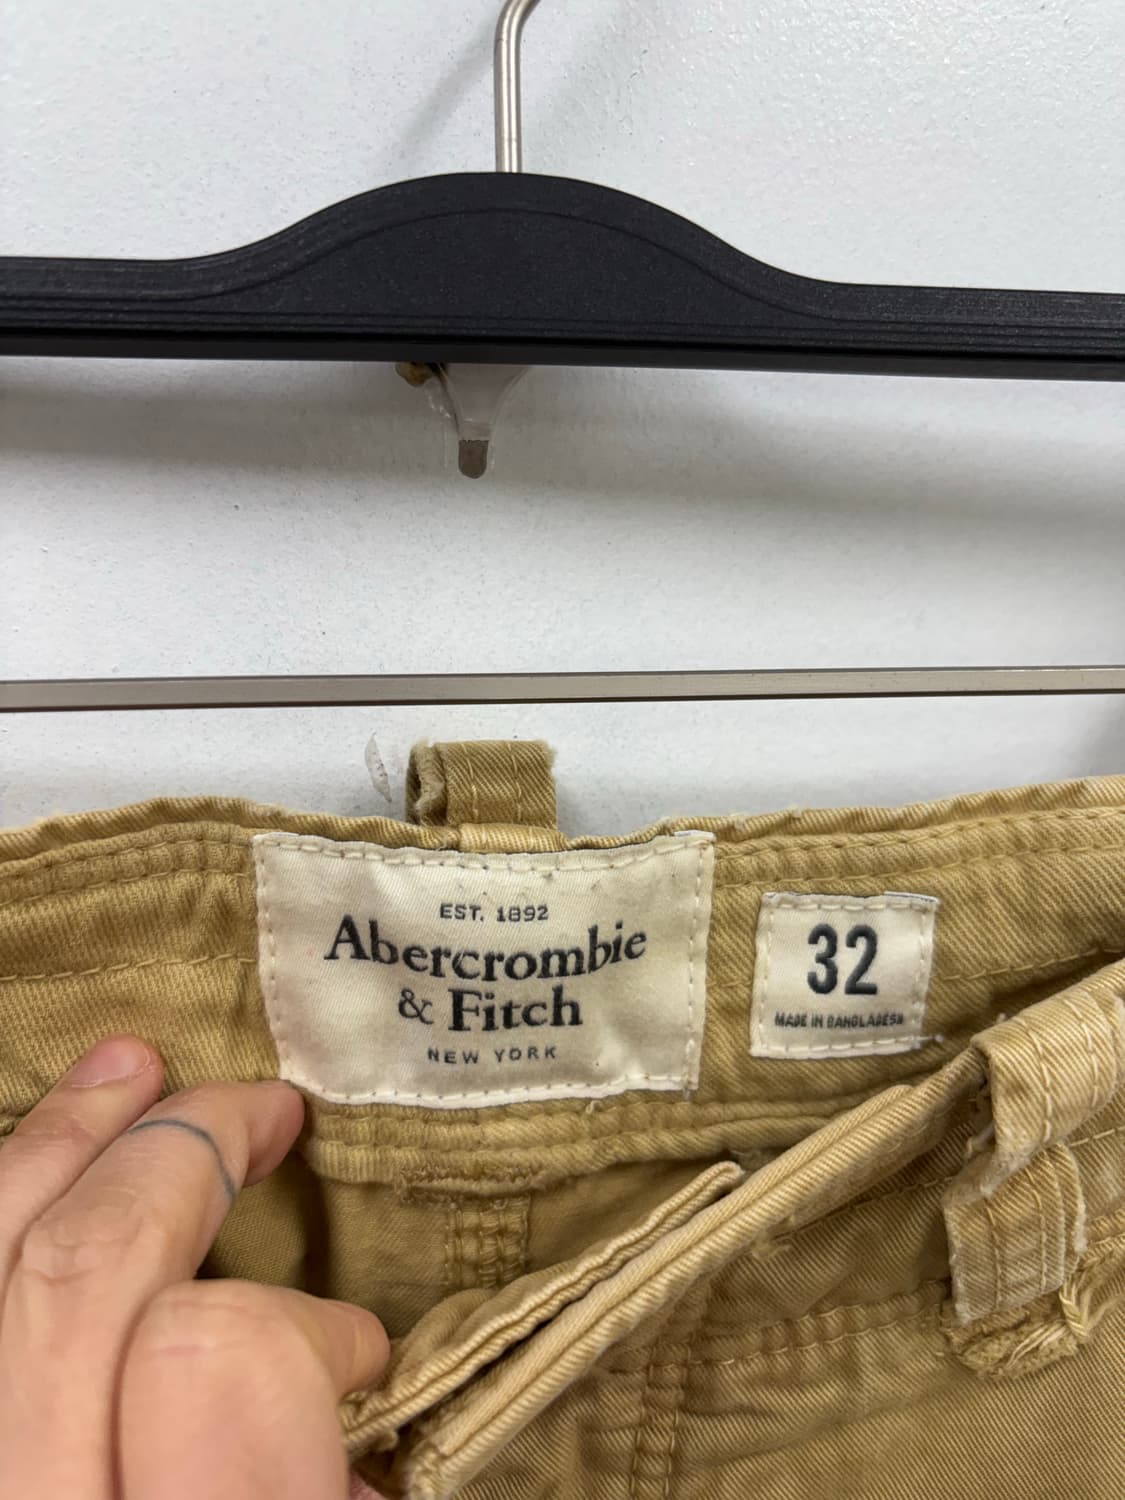 EST. 1892
Abercrombie
& Fitch
NEW YORK
32
MADE IN BANGLADESH